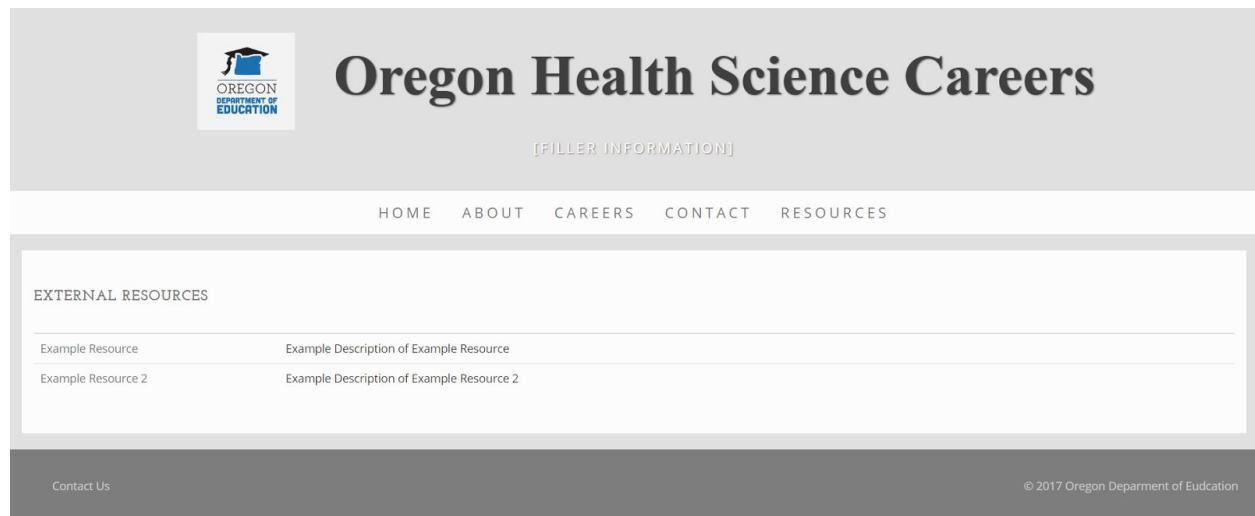 OREGON
DEPARTMENT OF
EDUCATION
Oregon Health Science Careers
[FILLER INFORMATION]
HOME ABOUT CAREERS CONTACT RESOURCES
EXTERNAL RESOURCES
Example Resource Example Description of Example Resource
Example Resource 2 Example Description of Example Resource 2
Contact Us © 2017 Oregon Deparment of Eudcation